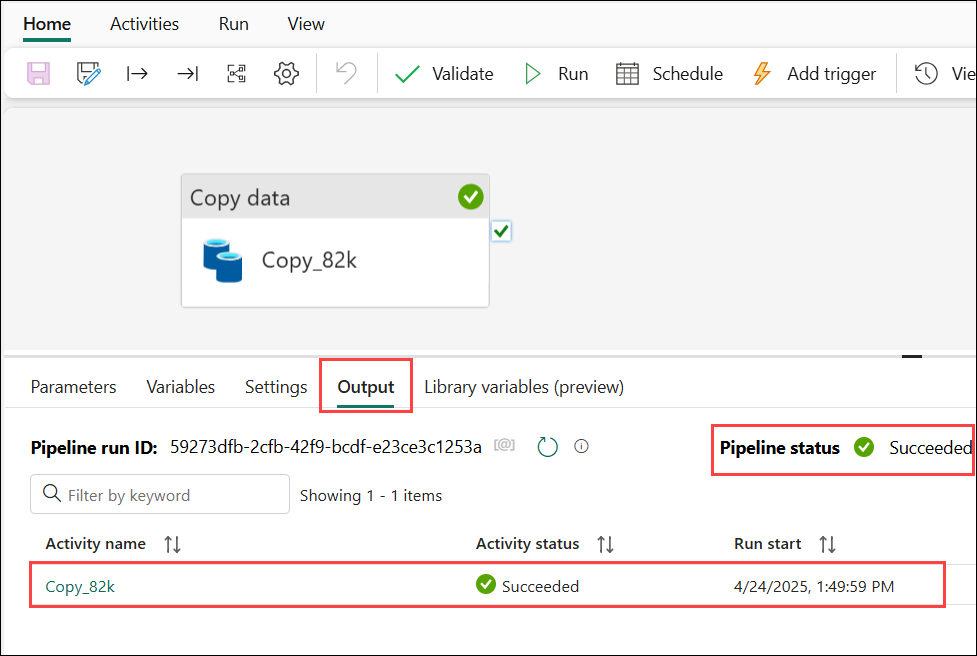 Home Activities Run View
Validate Run Schedule Add trigger Vie
Copy data
Copy_82k
Parameters Variables Settings Output Library variables (preview)
Pipeline run ID: 59273dfb-2cfb-42f9-bcdf-e23ce3c1253a [@] Pipeline status Succeeded
Filter by keyword Showing 1 - 1 items
Activity name Activity status Run start
Copy_82k Succeeded 4/24/2025, 1:49:59 PM